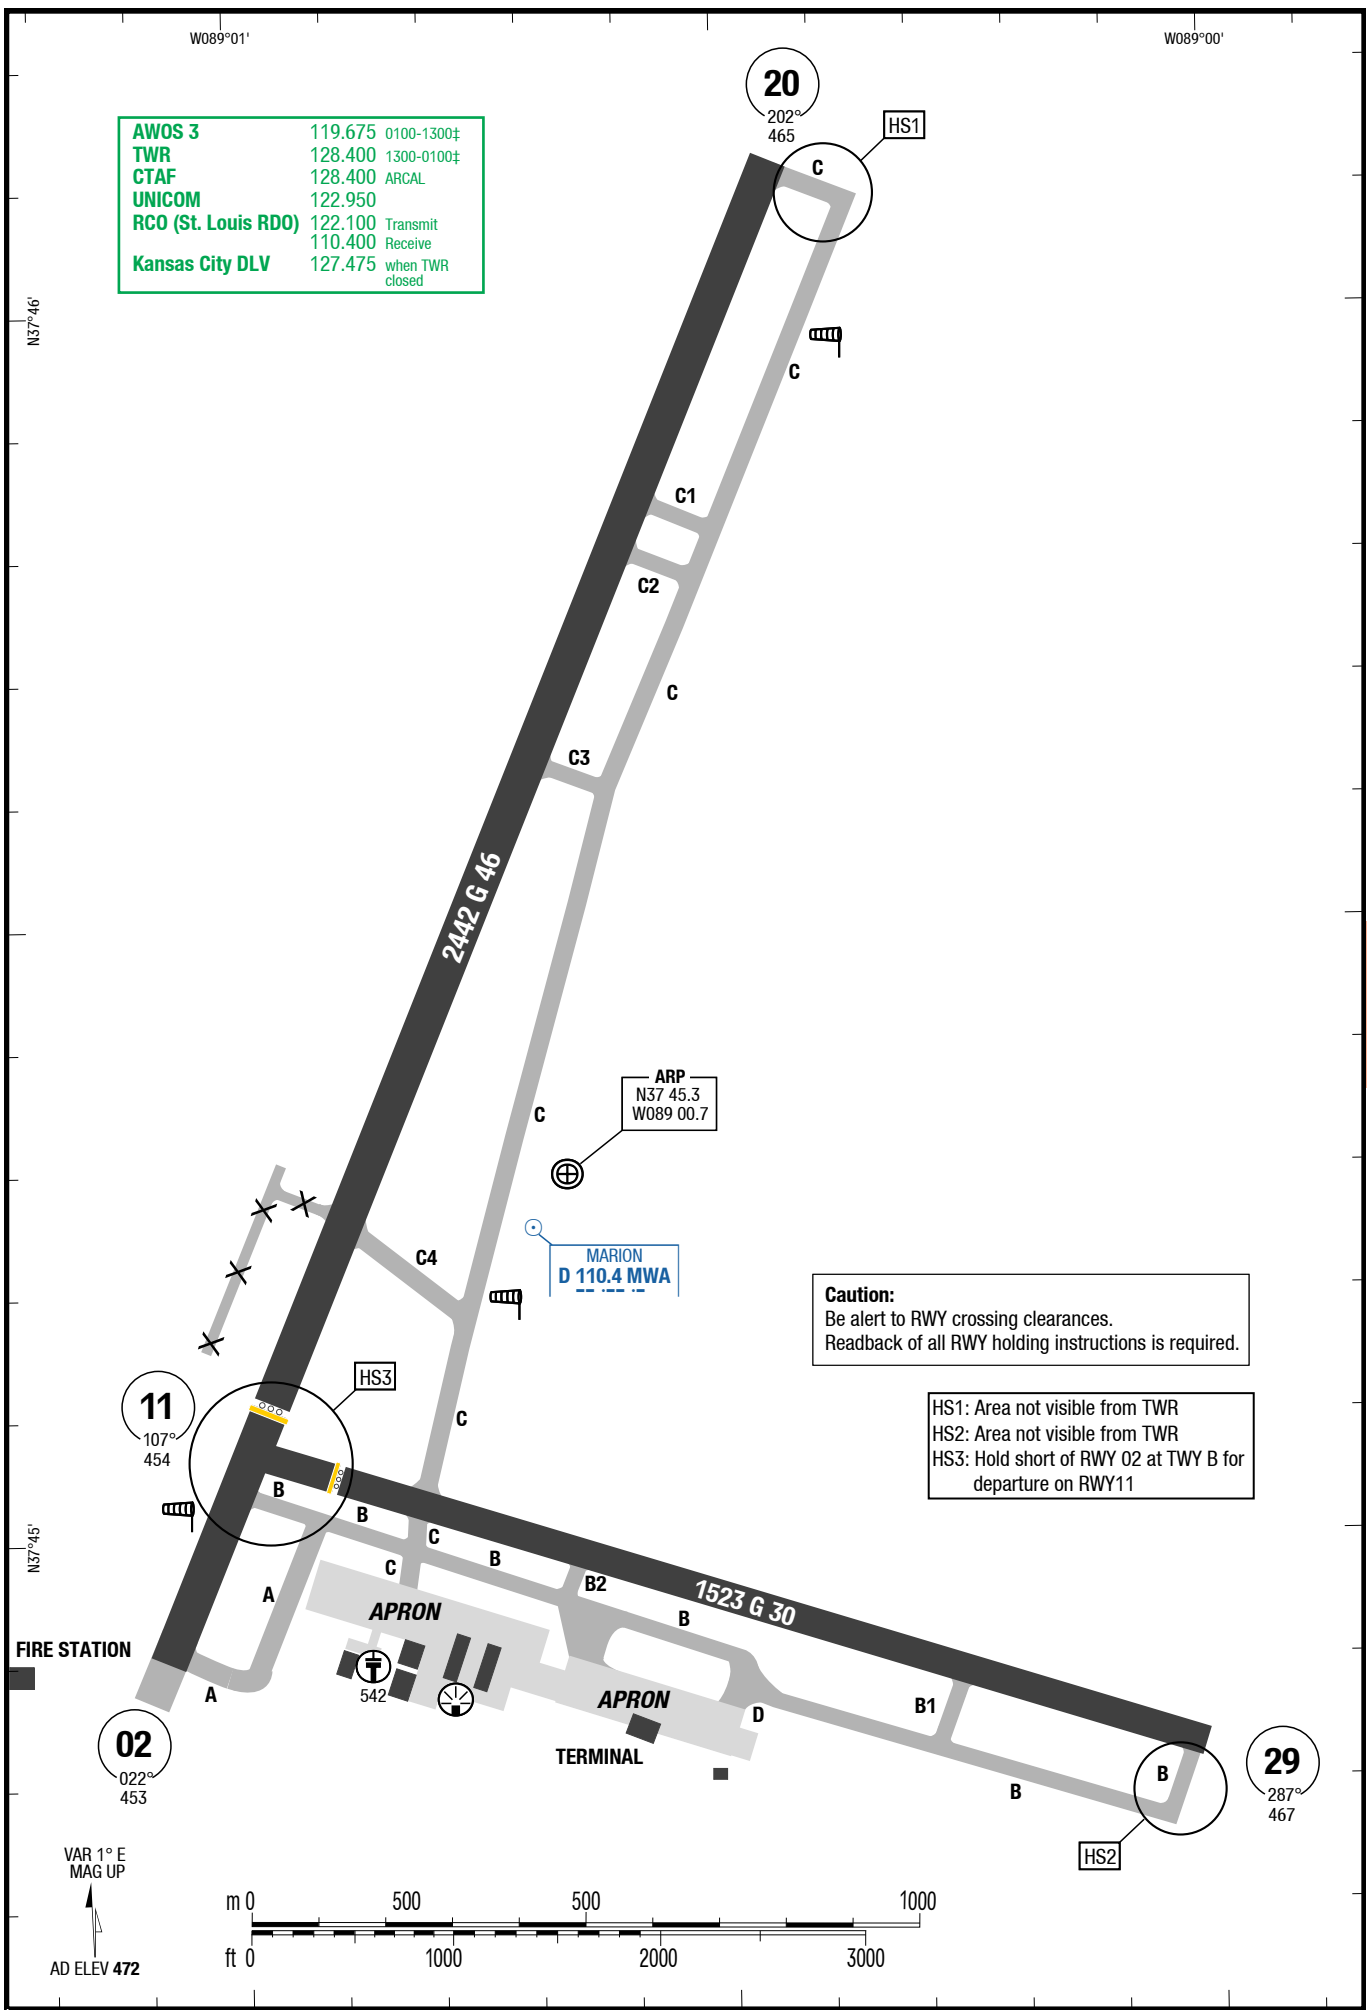 W089°01'
W089°00'
20
202°
465
HS1
C
AWOS 3 119.675 0100-1300‡
TWR 128.400 1300-0100‡
CTAF 128.400 ARCAL
UNICOM 122.950
RCO (St. Louis RDO) 122.100 Transmit
110.400 Receive
Kansas City DLV 127.475 when TWR
closed
N37°46'
C
C1
C2
C
C3
2442 G 46
ARP
N37 45.3
W089 00.7
C
C4
MARION
D 110.4 MWA
Caution:
Be alert to RWY crossing clearances.
Readback of all RWY holding instructions is required.
HS3
11
107°
454
C
HS1: Area not visible from TWR
HS2: Area not visible from TWR
HS3: Hold short of RWY 02 at TWY B for
departure on RWY11
B
B
C
B
N37°45'
C
A
B2
1523 G 30
APRON
B
FIRE STATION
A
542
APRON
D
B1
TERMINAL
02
022°
453
B
B
29
287°
467
HS2
VAR 1° E
MAG UP
AD ELEV 472
m 0 500 500 1000
ft 0 1000 2000 3000